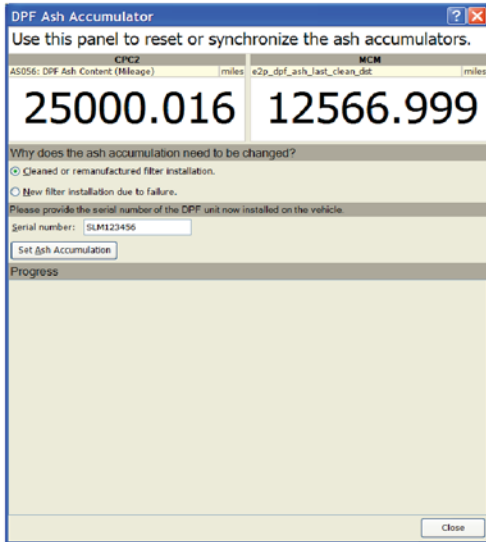 DPF Ash Accumulator
Use this panel to reset or synchronize the ash accumulators.
CPC2 MCM
AS056: DPF Ash Content (Mileage) miles e2p_dpf_ash_last_clean_dst miles
25000.016 12566.999
Why does the ash accumulation need to be changed?
Cleaned or remanufactured filter installation.
New filter installation due to failure.
Please provide the serial number of the DPF unit now installed on the vehicle.
Serial number: SLM123456
Set Ash Accumulation
Progress
Close